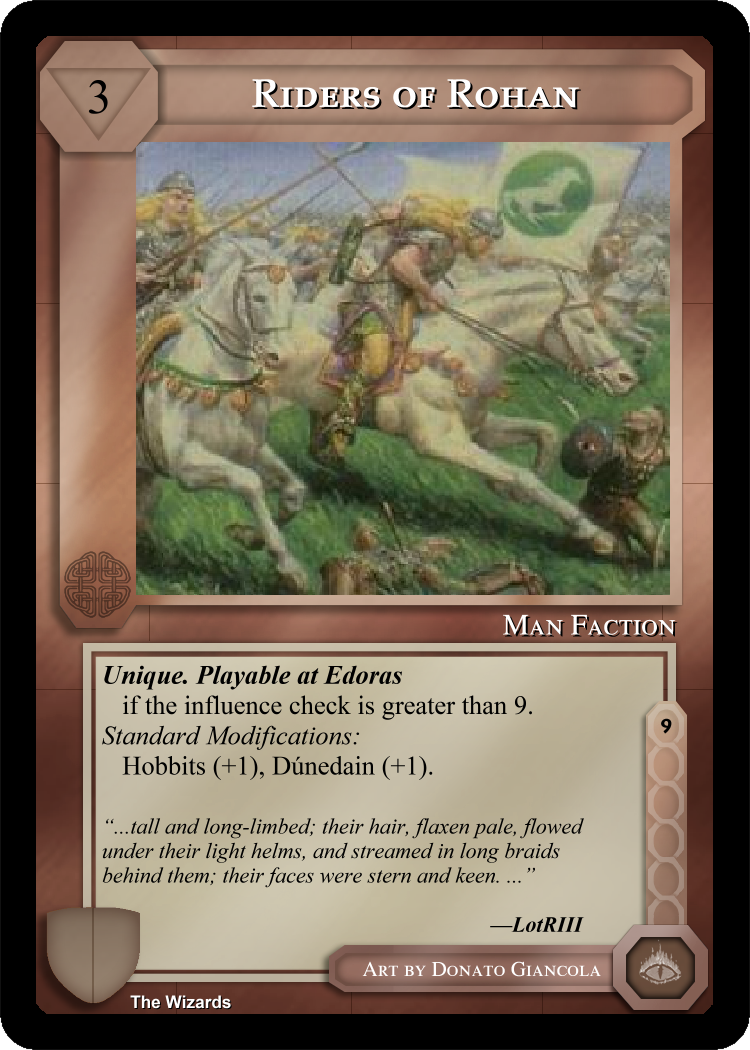 3
Riders of Rohan
Man Faction
Unique. Playable at Edoras
if the influence check is greater than 9.
Standard Modifications:
Hobbits (+1), Dúnedain (+1).
9
“...tall and long-limbed; their hair, flaxen pale, flowed
under their light helms, and streamed in long braids
behind them; their faces were stern and keen. ...”
—LotRIII
Art by Donato Giancola
The Wizards